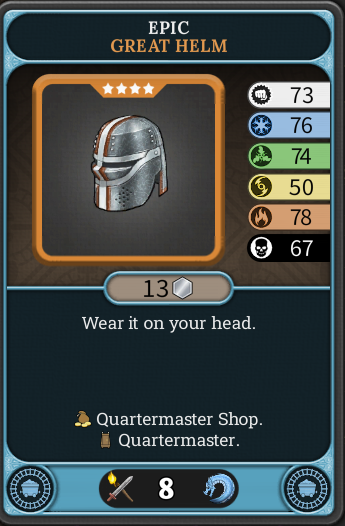 EPIC
GREAT HELM
73
76
74
50
78
67
13
Wear it on your head.
Quartermaster Shop.
Quartermaster.
8